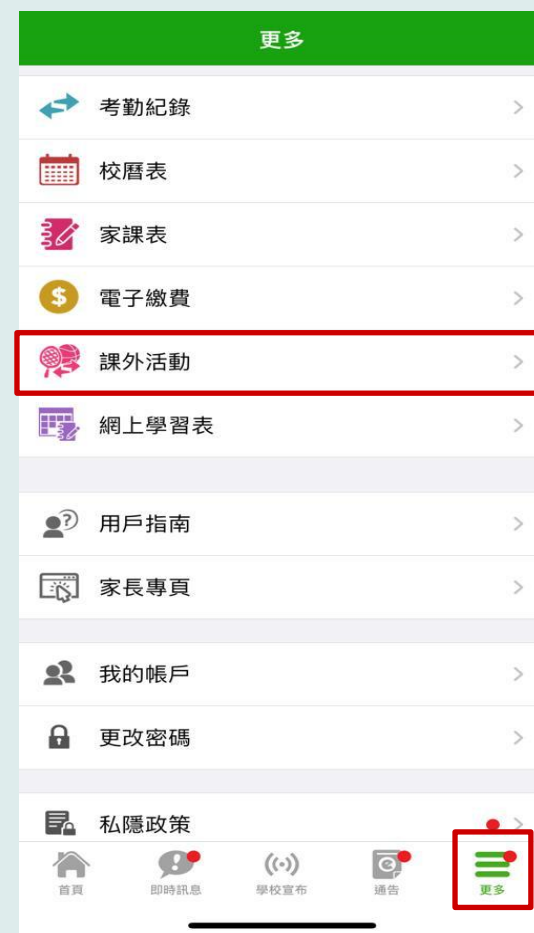 更多
考勤紀錄
校曆表
家課表
電子繳費
課外活動
網上學習表
用戶指南
家長專頁
我的帳戶
更改密碼
私隱政策
首頁
即時訊息
學校宣布
通告
更多